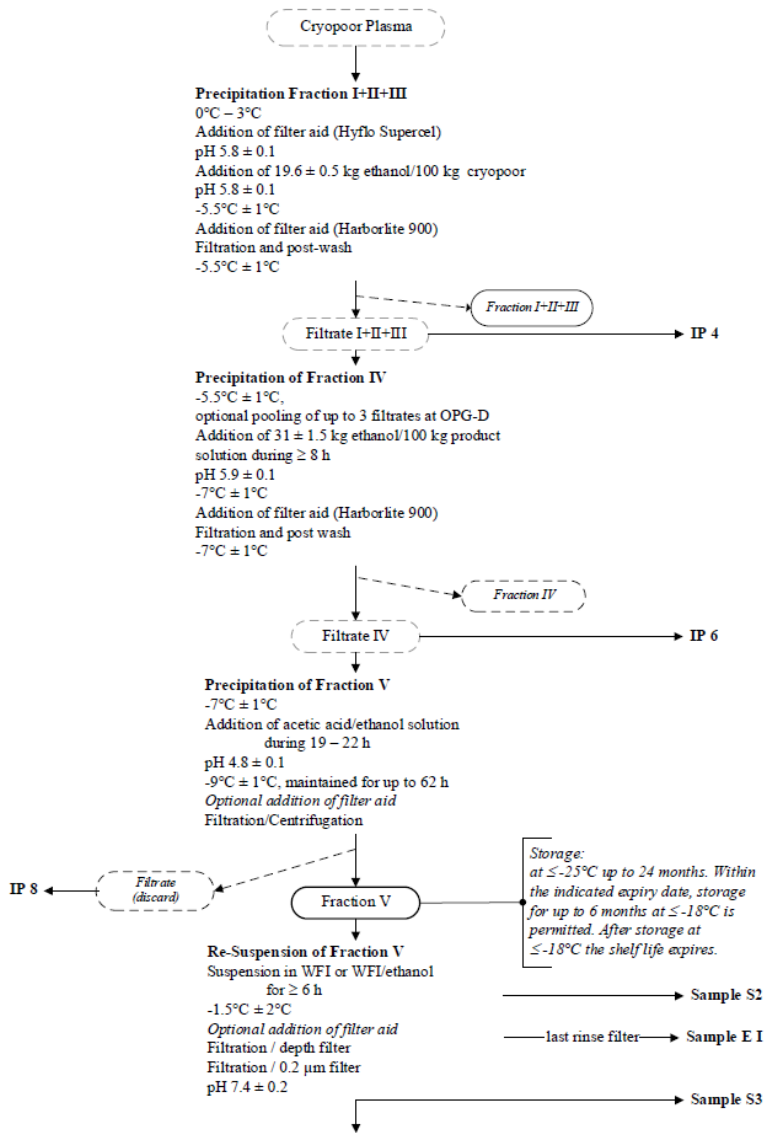 Cryopoor Plasma
Precipitation Fraction I+II+III
0°C – 3°C
Addition of filter aid (Hyflo Supercel)
pH 5.8 ± 0.1
Addition of 19.6 ± 0.5 kg ethanol/100 kg cryopoor
pH 5.8 ± 0.1
-5.5°C ± 1°C
Addition of filter aid (Harborlite 900)
Filtration and post-wash
-5.5°C ± 1°C
Fraction I+II+III
Filtrate I+II+III
IP 4
Precipitation of Fraction IV
-5.5°C ± 1°C,
optional pooling of up to 3 filtrates at OPG-D
Addition of 31 ± 1.5 kg ethanol/100 kg product
solution during ≥ 8 h
pH 5.9 ± 0.1
-7°C ± 1°C
Addition of filter aid (Harborlite 900)
Filtration and post wash
-7°C ± 1°C
Fraction IV
Filtrate IV
IP 6
Precipitation of Fraction V
-7°C ± 1°C
Addition of acetic acid/ethanol solution
during 19 – 22 h
pH 4.8 ± 0.1
-9°C ± 1°C, maintained for up to 62 h
Optional addition of filter aid
Filtration/Centrifugation
IP 8
Filtrate
(discard)
Fraction V
Storage:
at ≤-25°C up to 24 months. Within
the indicated expiry date, storage
for up to 6 months at ≤-18°C is
permitted. After storage at
≤-18°C the shelf life expires.
Re-Suspension of Fraction V
Suspension in WFI or WFI/ethanol
for ≥ 6 h
-1.5°C ± 2°C
Optional addition of filter aid
Filtration / depth filter
Filtration / 0.2 µm filter
pH 7.4 ± 0.2
Sample S2
last rinse filter
Sample E I
Sample S3